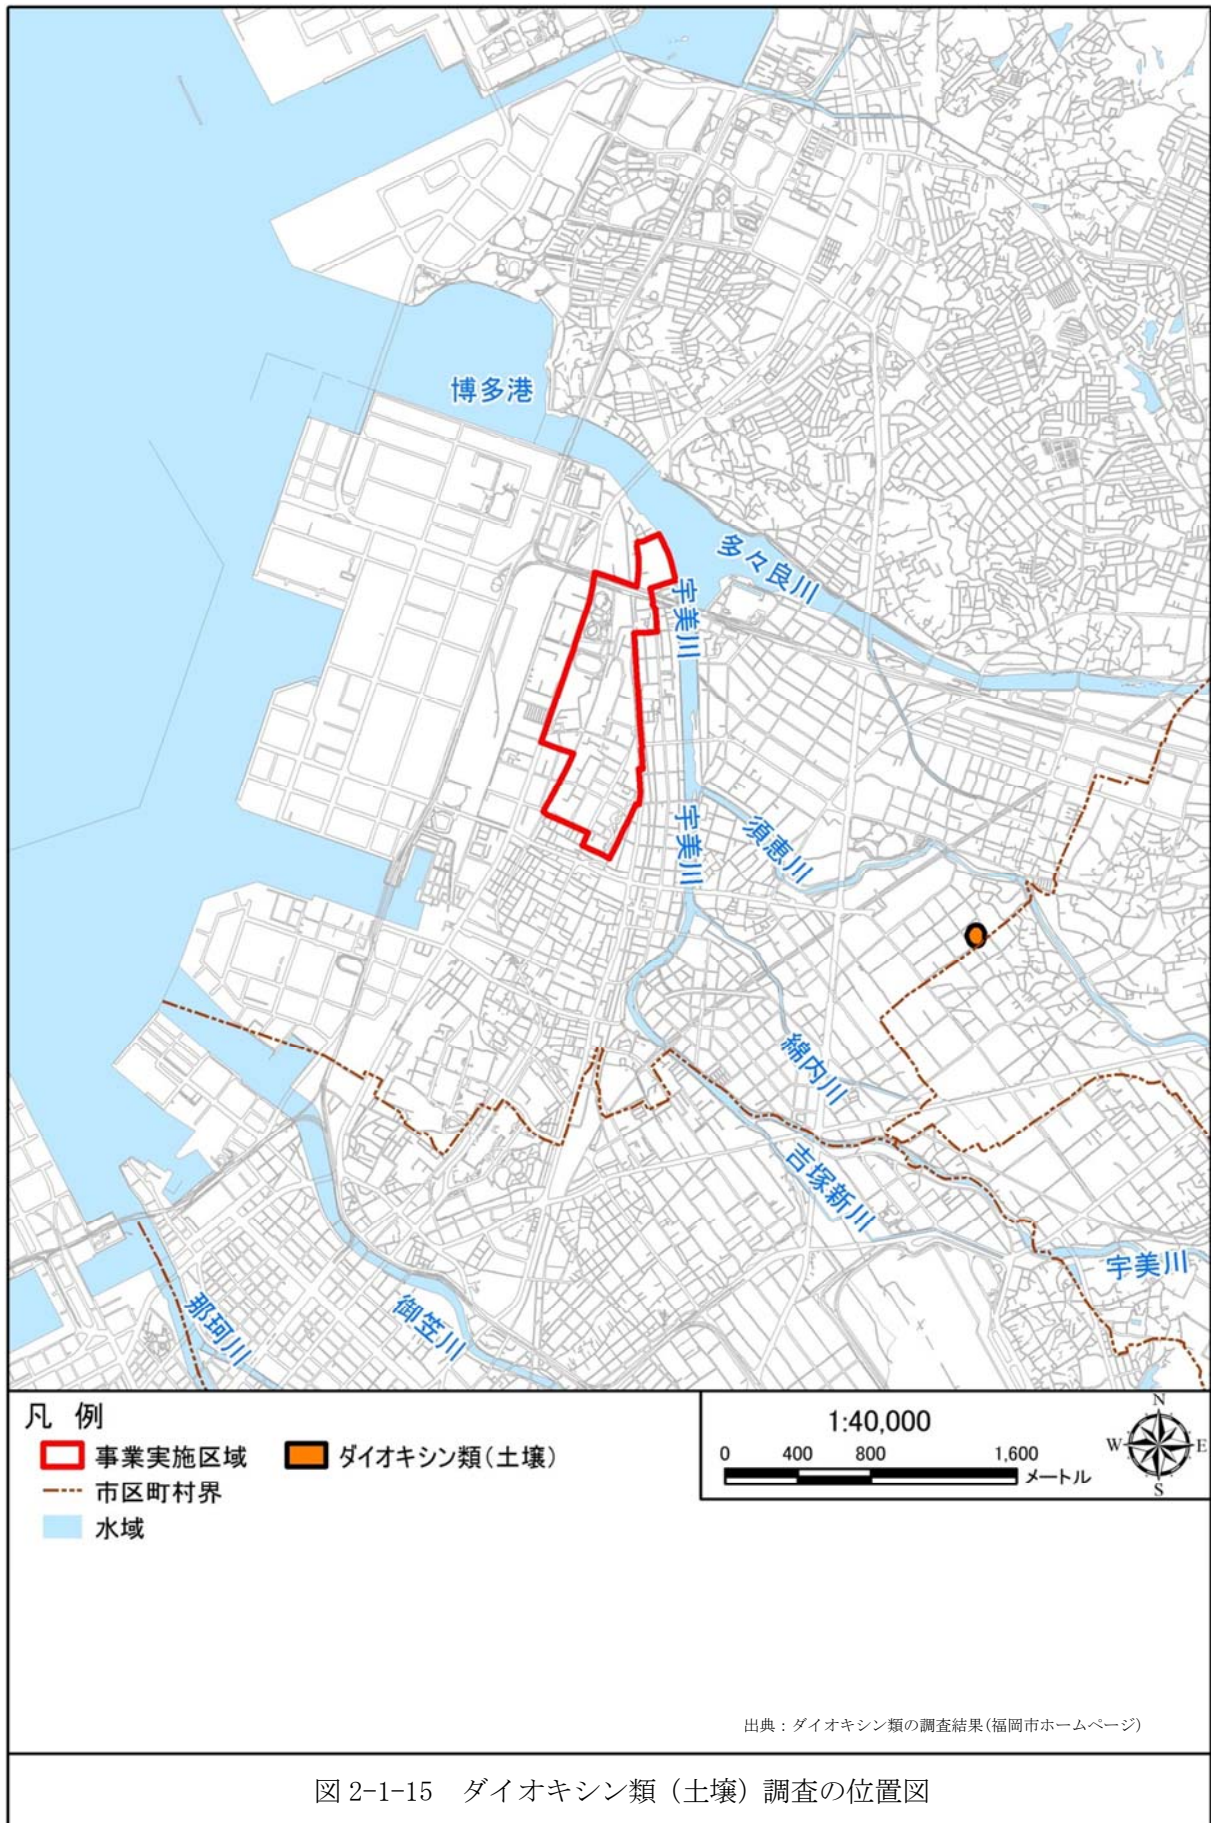 博多港
多々良川
宇美川
宇美川
須恵川
綿内川
吉塚新川
宇美川
御笠川
那珂川
凡 例
事業実施区域
ダイオキシン類(土壌)
市区町村界
水域
1:40,000
0 400 800 1,600
メートル
N
W E
S
出典：ダイオキシン類の調査結果(福岡市ホームページ)
図 2-1-15 ダイオキシン類（土壌）調査の位置図